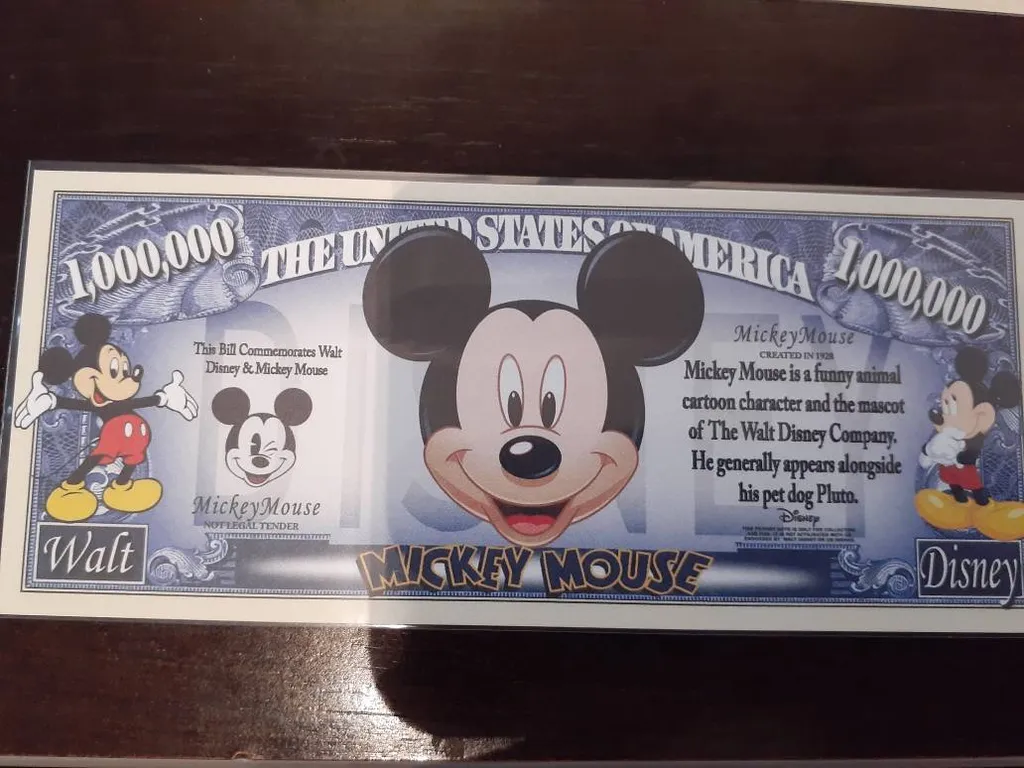 1,000,000
THE UNITED STATES OF AMERICA
1,000,000
This Bill Commemorates Walt
Disney & Mickey Mouse
MickeyMouse
NOT LEGAL TENDER
MickeyMouse
CREATED IN 1928
Mickey Mouse is a funny animal
cartoon character and the mascot
of The Walt Disney Company.
He generally appears alongside
his pet dog Pluto.
Disney
DISNEY
Walt
MICKEY MOUSE
Disney